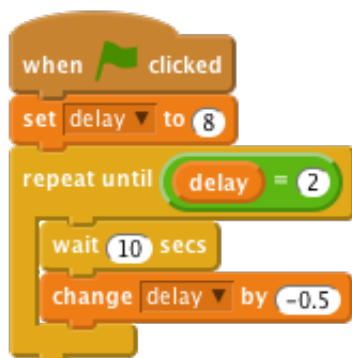 when clicked
set delay to 8
repeat until delay = 2
wait 10 secs
change delay by -0.5